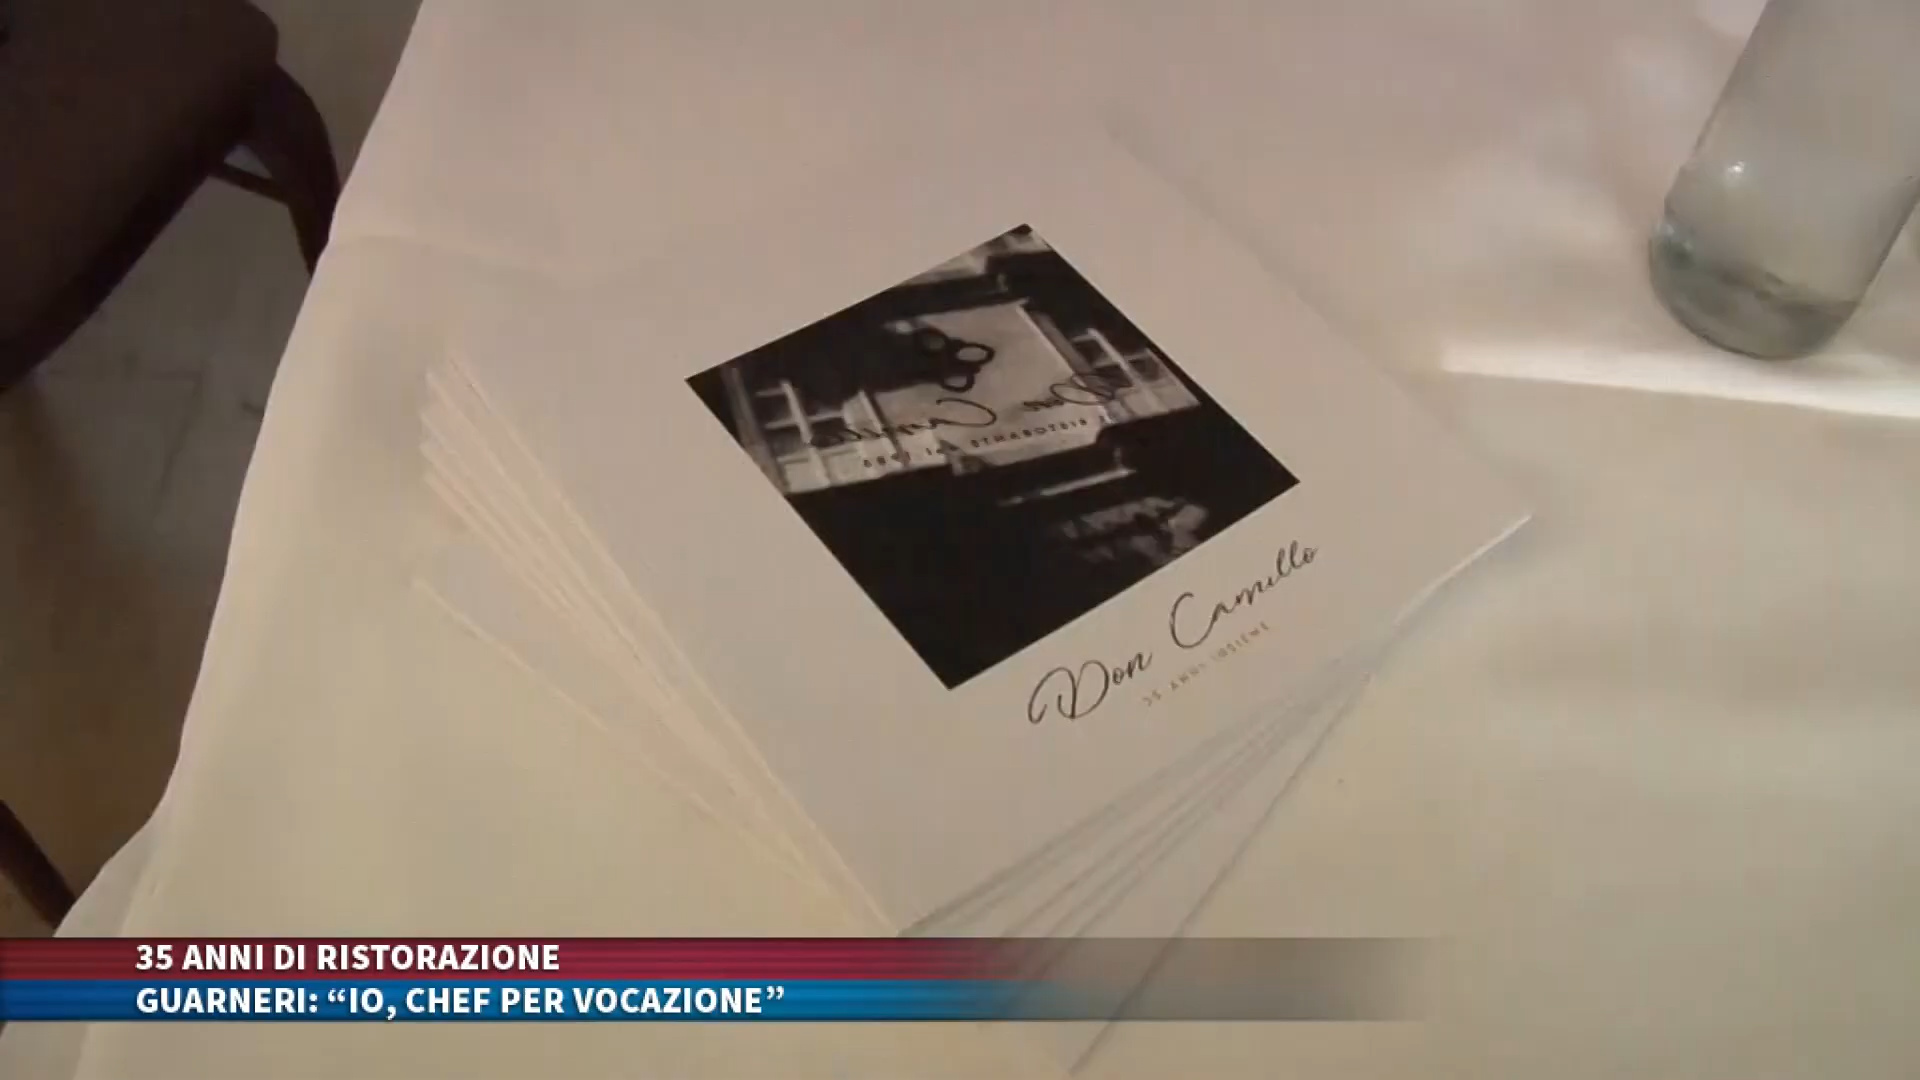 Don Camillo
35 ANNI INSIEME
35 ANNI DI RISTORAZIONE
GUARNERI: “IO, CHEF PER VOCAZIONE”